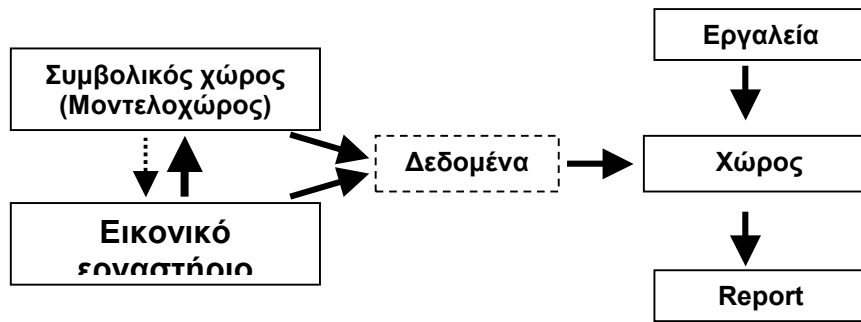 Εργαλεία
Συμβολικός χώρος
(Μοντελοχώρος)
Δεδομένα
Χώρος
Εικονικό
εργαστήριο
Report